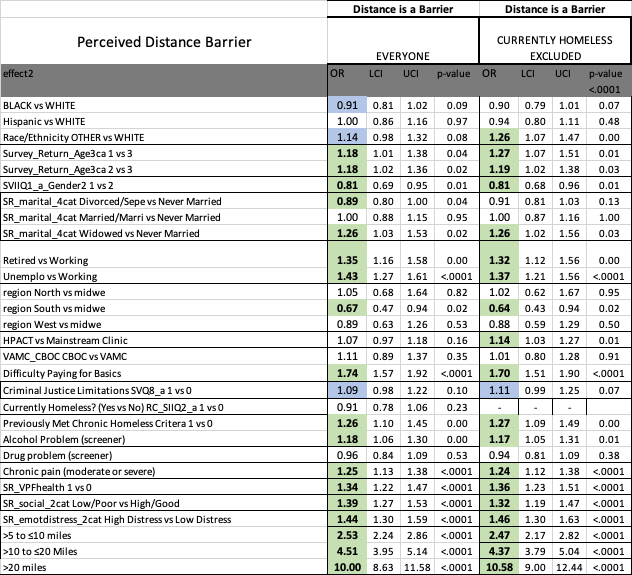 Distance is a Barrier Distance is a Barrier
Perceived Distance Barrier EVERYONE CURRENTLY HOMELESS EXCLUDED
effect2 OR LCI UCI p-value OR LCI UCI p-value
<.0001
BLACK vs WHITE 0.91 0.81 1.02 0.09 0.90 0.79 1.01 0.07
Hispanic vs WHITE 1.00 0.86 1.16 0.97 0.94 0.80 1.11 0.48
Race/Ethnicity OTHER vs WHITE 1.14 0.98 1.32 0.08 1.26 1.07 1.47 0.00
Survey_Return_Age3ca 1 vs 3 1.18 1.01 1.38 0.04 1.27 1.07 1.51 0.01
Survey_Return_Age3ca 2 vs 3 1.18 1.02 1.36 0.02 1.19 1.02 1.38 0.03
SVIIQ1_a_Gender2 1 vs 2 0.81 0.69 0.95 0.01 0.81 0.68 0.96 0.01
SR_marital_4cat Divorced/Sepe vs Never Married 0.89 0.80 1.00 0.04 0.91 0.81 1.03 0.13
SR_marital_4cat Married/Marri vs Never Married 1.00 0.88 1.15 0.95 1.00 0.87 1.16 1.00
SR_marital_4cat Widowed vs Never Married 1.26 1.03 1.53 0.02 1.26 1.02 1.56 0.03
Retired vs Working 1.35 1.16 1.58 0.00 1.32 1.12 1.56 0.00
Unemplo vs Working 1.43 1.27 1.61 <.0001 1.37 1.21 1.56 <.0001
region North vs midwe 1.05 0.68 1.64 0.82 1.02 0.62 1.67 0.95
region South vs midwe 0.67 0.47 0.94 0.02 0.64 0.43 0.94 0.02
region West vs midwe 0.89 0.63 1.26 0.53 0.88 0.59 1.29 0.50
HPACT vs Mainstream Clinic 1.07 0.97 1.18 0.16 1.14 1.03 1.27 0.01
VAMC_CBOC CBOC vs VAMC 1.11 0.89 1.37 0.35 1.01 0.80 1.28 0.91
Difficulty Paying for Basics 1.74 1.57 1.92 <.0001 1.70 1.51 1.90 <.0001
Criminal Justice Limitations SVQ8_a 1 vs 0 1.09 0.98 1.22 0.10 1.11 0.99 1.25 0.07
Currently Homeless? (Yes vs No) RC_SIIQ2_a 1 vs 0 0.91 0.78 1.06 0.23 - - -
Previously Met Chronic Homeless Critera 1 vs 0 1.26 1.10 1.45 0.00 1.27 1.09 1.49 0.00
Alcohol Problem (screener) 1.18 1.06 1.30 0.00 1.17 1.05 1.31 0.01
Drug problem (screener) 0.96 0.84 1.09 0.53 0.94 0.81 1.09 0.38
Chronic pain (moderate or severe) 1.25 1.13 1.38 <.0001 1.24 1.12 1.38 <.0001
SR_VPFhealth 1 vs 0 1.34 1.22 1.47 <.0001 1.36 1.23 1.51 <.0001
SR_social_2cat Low/Poor vs High/Good 1.39 1.27 1.53 <.0001 1.32 1.19 1.47 <.0001
SR_emotdistress_2cat High Distress vs Low Distress 1.44 1.30 1.59 <.0001 1.46 1.30 1.63 <.0001
>5 to ≤10 miles 2.53 2.24 2.86 <.0001 2.47 2.17 2.82 <.0001
>10 to ≤20 Miles 4.51 3.95 5.14 <.0001 4.37 3.79 5.04 <.0001
>20 miles 10.00 8.63 11.58 <.0001 10.58 9.00 12.44 <.0001